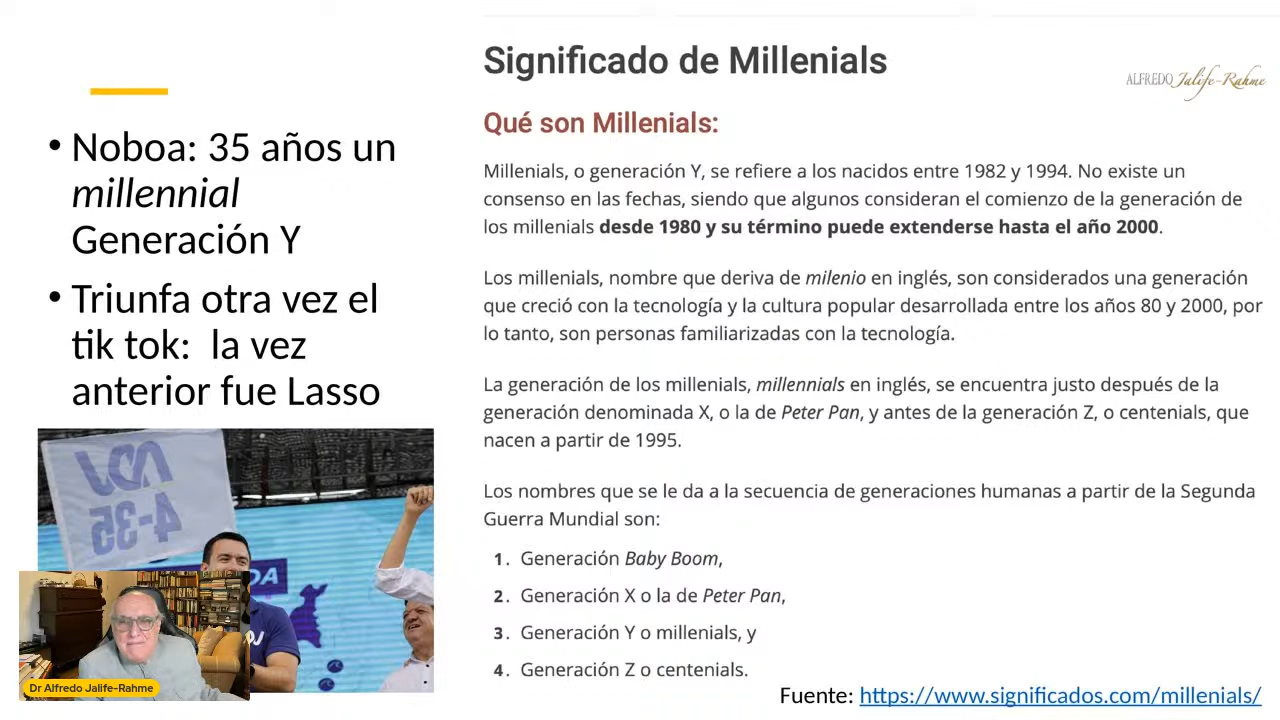 Noboa: 35 años un
millennial
Generación Y
Triunfa otra vez el
tik tok: la vez
anterior fue Lasso
ADN
4-35
Dr Alfredo Jalife-Rahme
Significado de Millenials
ALFREDO Jalife-Rahme
Qué son Millenials:
Millenials, o generación Y, se refiere a los nacidos entre 1982 y 1994. No existe un
consenso en las fechas, siendo que algunos consideran el comienzo de la generación de
los millenials desde 1980 y su término puede extenderse hasta el año 2000.
Los millenials, nombre que deriva de milenio en inglés, son considerados una generación
que creció con la tecnología y la cultura popular desarrollada entre los años 80 y 2000, por
lo tanto, son personas familiarizadas con la tecnología.
La generación de los millenials, millennials en inglés, se encuentra justo después de la
generación denominada X, o la de Peter Pan, y antes de la generación Z, o centenials, que
nacen a partir de 1995.
Los nombres que se le da a la secuencia de generaciones humanas a partir de la Segunda
Guerra Mundial son:
1. Generación Baby Boom,
2. Generación X o la de Peter Pan,
3. Generación Y o millenials, y
4. Generación Z o centenials.
Fuente: https://www.significados.com/millenials/